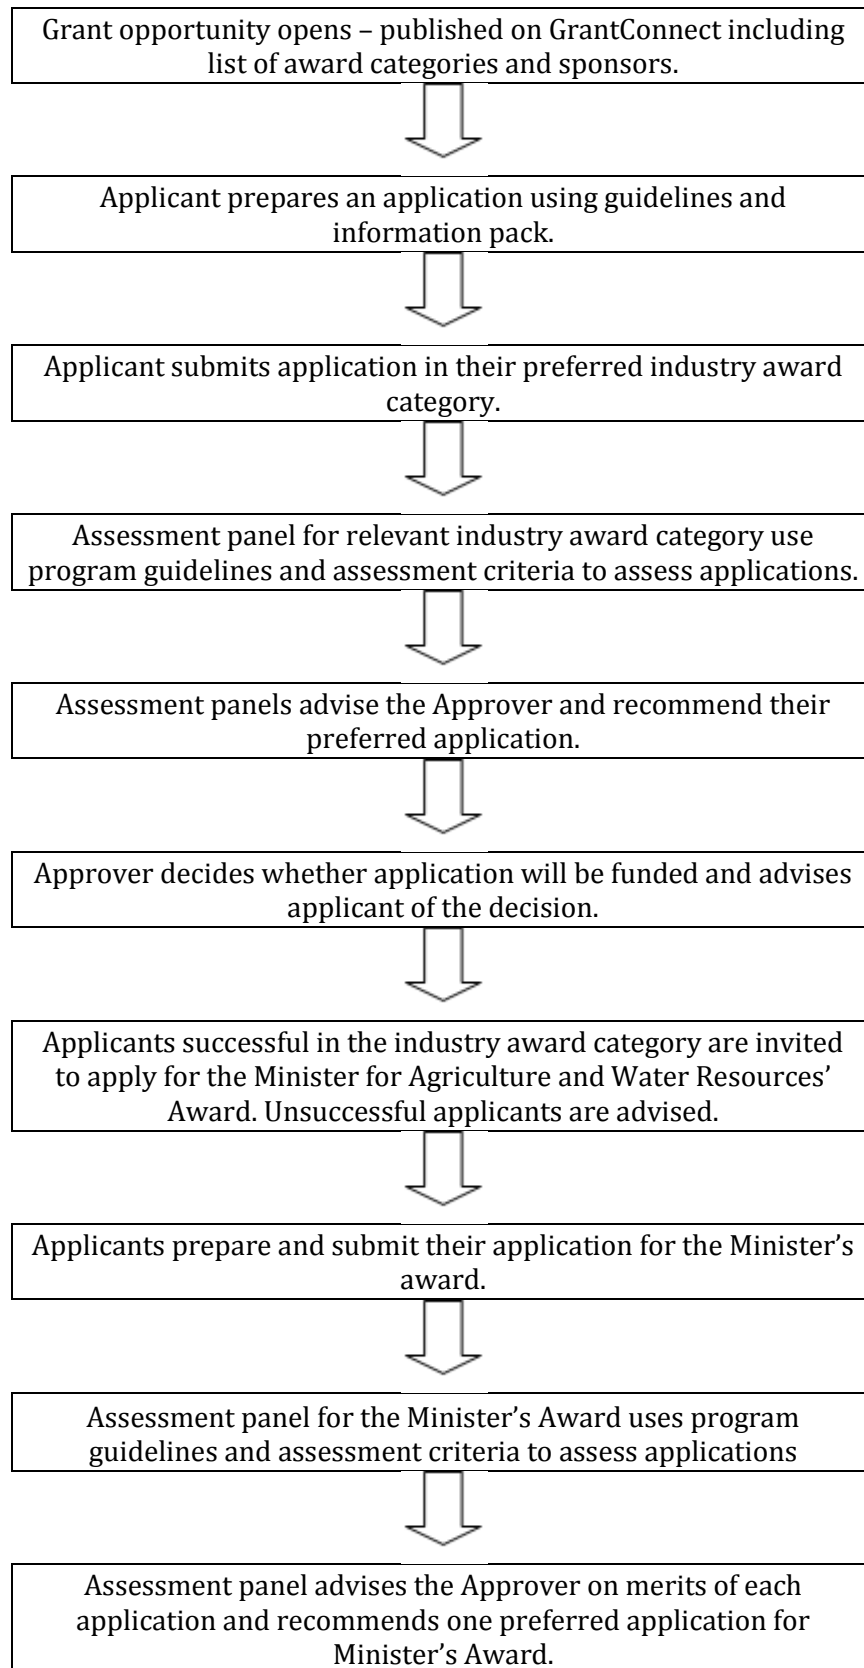 Grant opportunity opens – published on GrantConnect including
list of award categories and sponsors.
Applicant prepares an application using guidelines and
information pack.
Applicant submits application in their preferred industry award
category.
Assessment panel for relevant industry award category use
program guidelines and assessment criteria to assess applications.
Assessment panels advise the Approver and recommend their
preferred application.
Approver decides whether application will be funded and advises
applicant of the decision.
Applicants successful in the industry award category are invited
to apply for the Minister for Agriculture and Water Resources’
Award. Unsuccessful applicants are advised.
Applicants prepare and submit their application for the Minister’s
award.
Assessment panel for the Minister’s Award uses program
guidelines and assessment criteria to assess applications
Assessment panel advises the Approver on merits of each
application and recommends one preferred application for
Minister’s Award.